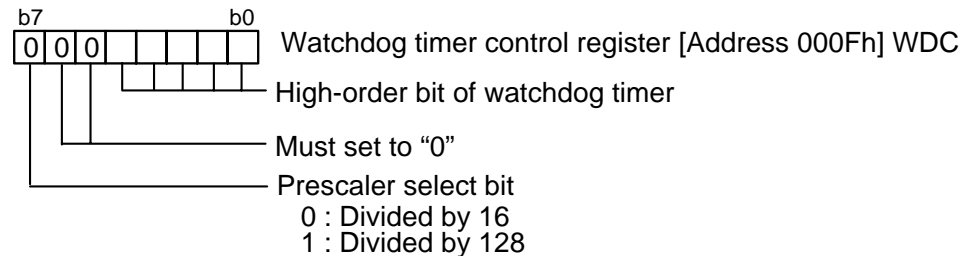 b7 b0
0 0 0 Watchdog timer control register [Address 000Fh] WDC
High-order bit of watchdog timer
Must set to “0”
Prescaler select bit
0 : Divided by 16
1 : Divided by 128